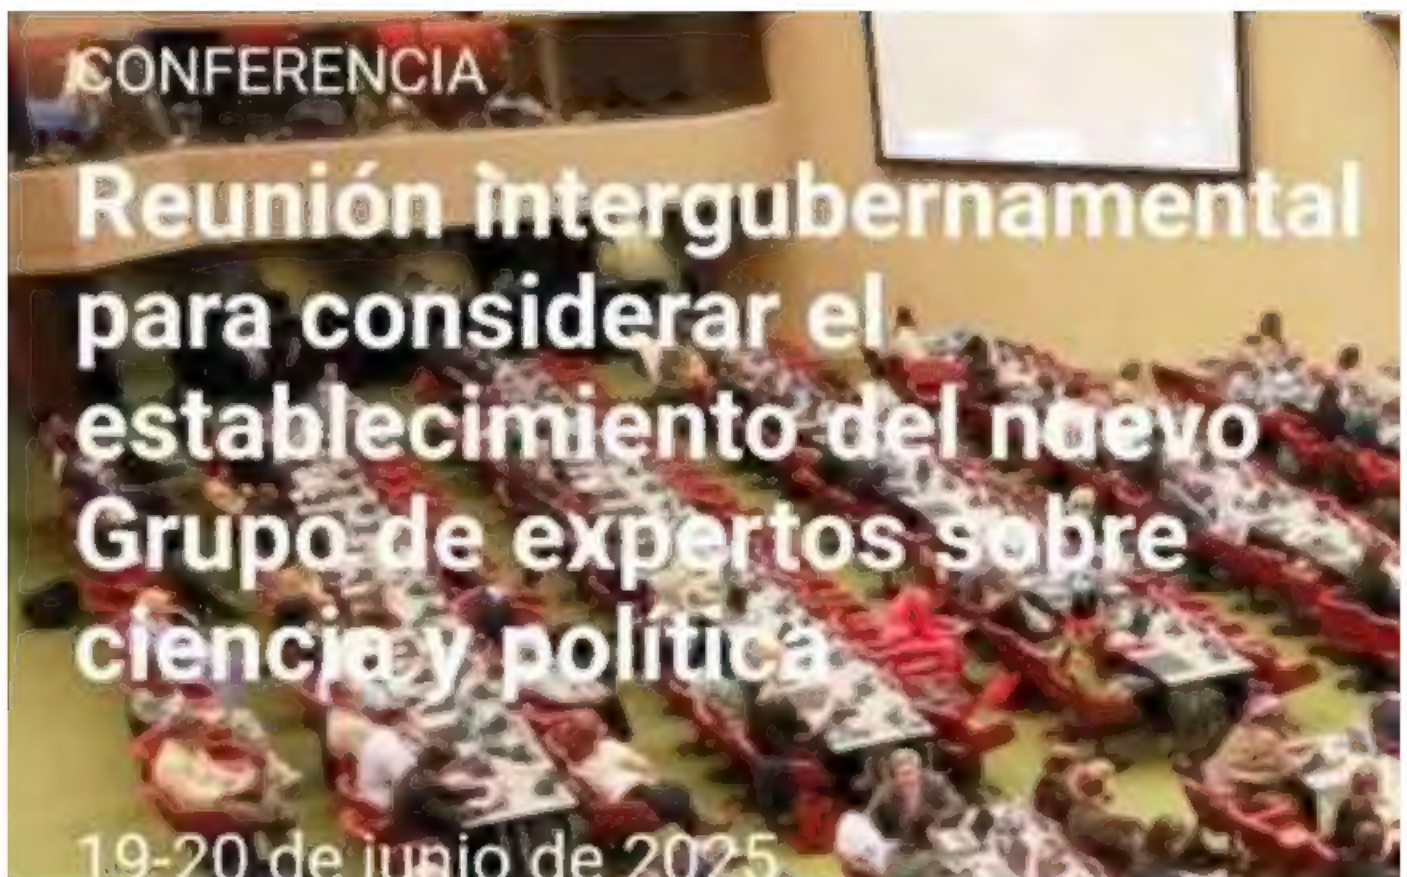 CONFERENCIA
Reunión intergubernamental
para considerar el
establecimiento del nuevo
Grupo de expertos sobre
ciencia y política
19-20 de junio de 2025